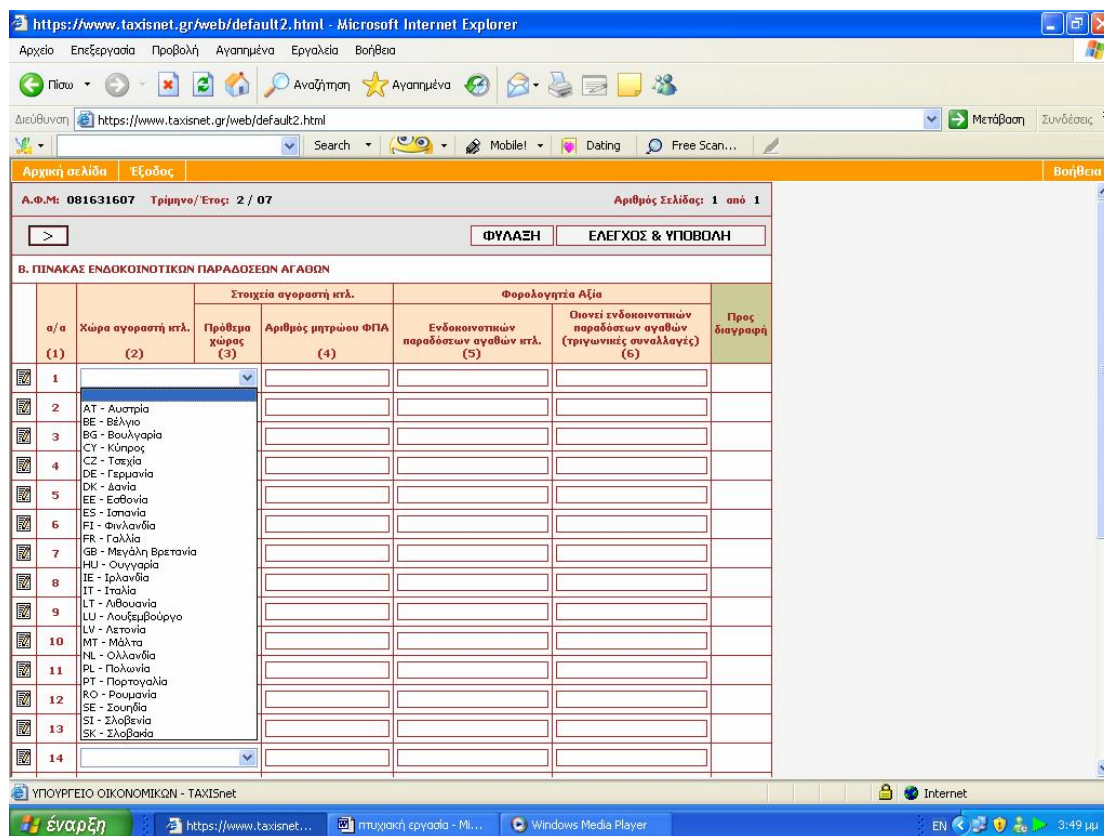 https://www.taxisnet.gr/web/default2.html - Microsoft Internet Explorer
Αρχείο Επεξεργασία Προβολή Αγαπημένα Εργαλεία Βοήθεια
Πίσω Αναζήτηση Αγαπημένα
Διεύθυνση https://www.taxisnet.gr/web/default2.html Μετάβαση Συνδέσεις
Search Mobile! Dating Free Scan...
Αρχική σελίδα Έξοδος Βοήθεια
Α.Φ.Μ: 081631607 Τρίμηνο/Έτος: 2 / 07 Αριθμός Σελίδας: 1 από 1
> ΦΥΛΑΞΗ ΕΛΕΓΧΟΣ & ΥΠΟΒΟΛΗ
Β. ΠΙΝΑΚΑΣ ΕΝΔΟΚΟΙΝΟΤΙΚΩΝ ΠΑΡΑΔΟΣΕΩΝ ΑΓΑΘΩΝ
Στοιχεία αγοραστή κτλ. Φορολογητέα Αξία
α/α Χώρα αγοραστή κτλ. Πρόθεμα χώρας Αριθμός μητρώου ΦΠΑ Ενδοκοινοτικών παραδόσεων αγαθών κτλ. Οιονεί ενδοκοινοτικών παραδόσεων αγαθών (τριγωνικές συναλλαγές) Προς διαγραφή
(1) (2) (3) (4) (5) (6)
1
2
3
4
5
6
7
8
9
10
11
12
13
14
AT - Αυστρία
BE - Βέλγιο
BG - Βουλγαρία
CY - Κύπρος
CZ - Τσεχία
DE - Γερμανία
DK - Δανία
EE - Εσθονία
ES - Ισπανία
FI - Φινλανδία
FR - Γαλλία
GB - Μεγάλη Βρετανία
HU - Ουγγαρία
IE - Ιρλανδία
IT - Ιταλία
LT - Λιθουανία
LU - Λουξεμβούργο
LV - Λετονία
MT - Μάλτα
NL - Ολλανδία
PL - Πολωνία
PT - Πορτογαλία
RO - Ρουμανία
SE - Σουηδία
SI - Σλοβενία
SK - Σλοβακία
ΥΠΟΥΡΓΕΙΟ ΟΙΚΟΝΟΜΙΚΩΝ - TAXISnet Internet
έναρξη https://www.taxisnet... πτυχιακή εργασία - Mi... Windows Media Player EN 3:49 μμ